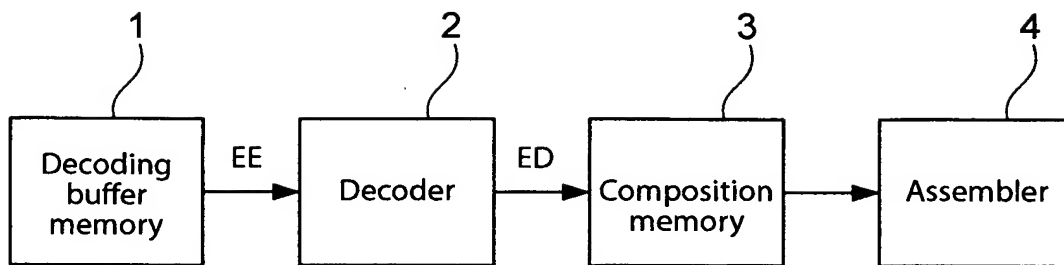 1
2
3
4
Decoding
buffer
memory
EE
Decoder
ED
Composition
memory
Assembler